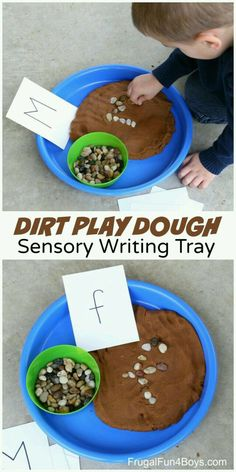 M
DIRT PLAY DOUGH
Sensory Writing Tray
f
FrugalFun4Boys.com